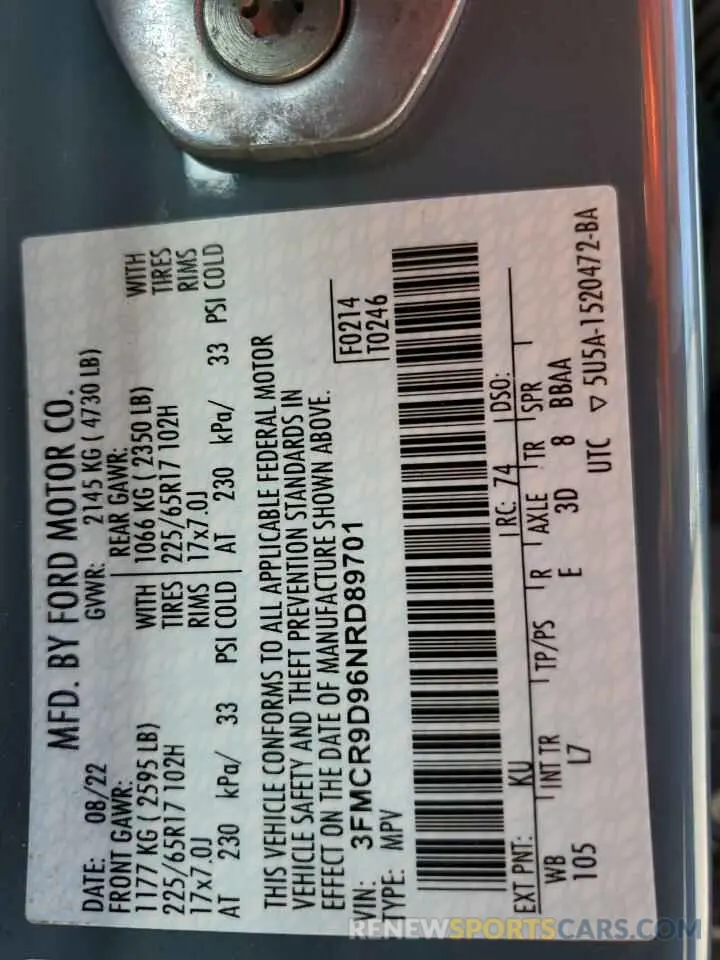 MFD. BY FORD MOTOR CO.
DATE: 08/22 GVWR: 2145 KG ( 4730 LB)
FRONT GAWR: REAR GAWR:
1177 KG ( 2595 LB) WITH 1066 KG ( 2350 LB) WITH
225/65R17 102H TIRES 225/65R17 102H TIRES
17x7.0J RIMS 17x7.0J RIMS
AT 230 kPa/ 33 PSI COLD AT 230 kPa/ 33 PSI COLD
THIS VEHICLE CONFORMS TO ALL APPLICABLE FEDERAL MOTOR
VEHICLE SAFETY AND THEFT PREVENTION STANDARDS IN
EFFECT ON THE DATE OF MANUFACTURE SHOWN ABOVE.
VIN: 3FMCR9D96NRD89701 F0214
TYPE: MPV T0246
EXT PNT: KU RC: 74 DSO:
WB INT TR TP/PS R AXLE TR SPR
105 L7 E 3D 8 BBAA
UTC ▽ 5U5A-1520472-BA
RENEWSPORTSCARS.COM